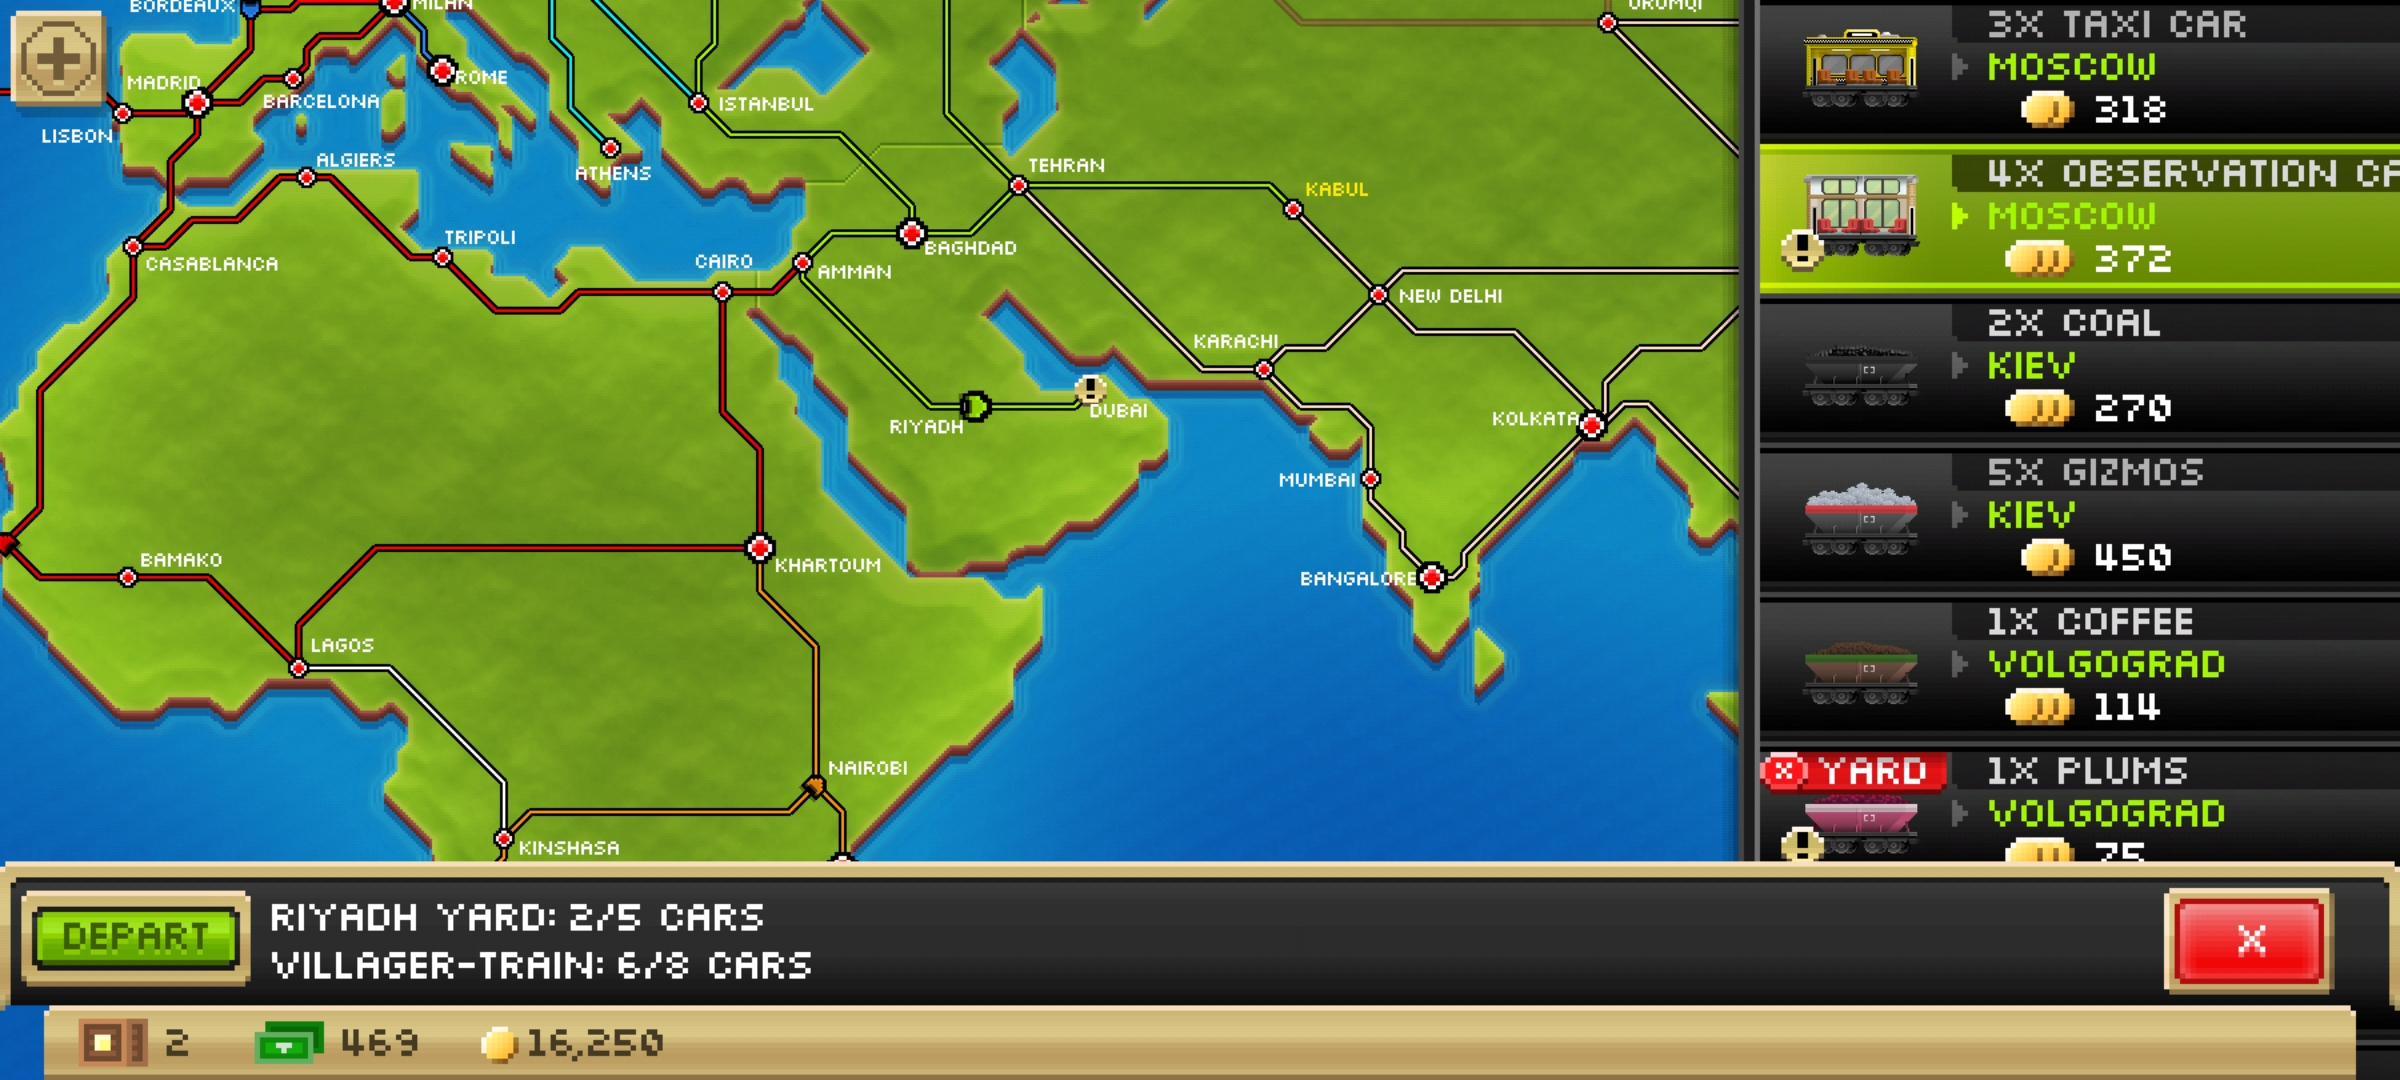 BORDEAUX
MILAN
MADRID
ROME
BARCELONA
LISBON
ISTANBUL
ALGIERS
ATHENS
TEHRAN
KABUL
TRIPOLI
CASABLANCA
CAIRO
AMMAN
BAGHDAD
NEW DELHI
KARACHI
RIYADH
DUBAI
KOLKATA
MUMBAI
BAMAKO
KHARTOUM
BANGALORE
LAGOS
NAIROBI
KINSHASA
URUMQI
3X TAXI CAR
MOSCOW
318
4X OBSERVATION CA
MOSCOW
372
2X COAL
KIEV
270
5X GIZMOS
KIEV
450
1X COFFEE
VOLGOGRAD
114
YARD
1X PLUMS
VOLGOGRAD
75
DEPART
RIYADH YARD: 2/5 CARS
VILLAGER-TRAIN: 6/8 CARS
X
2
469
16,250